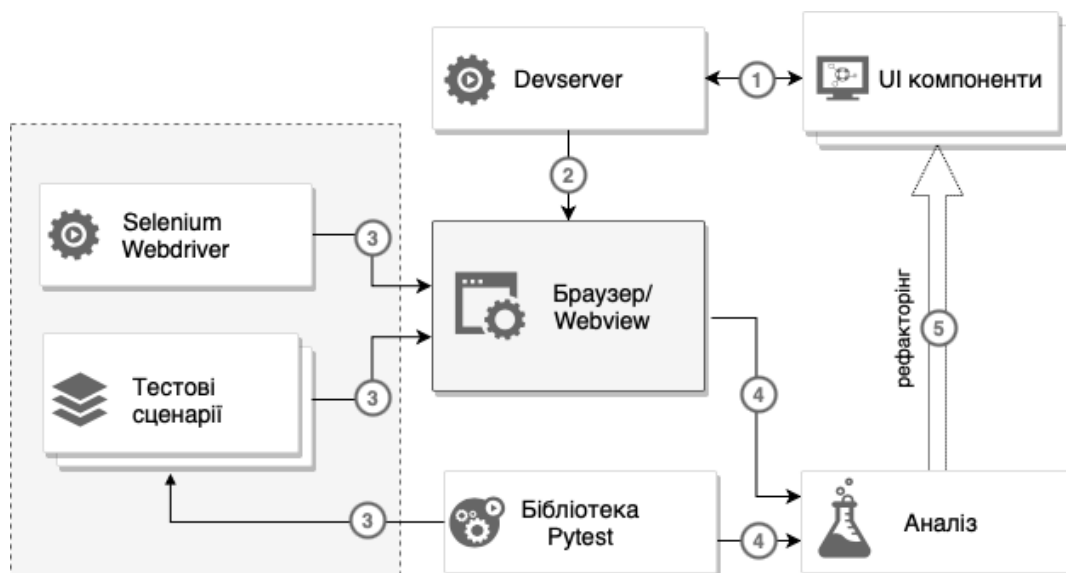 Devserver
1
UI компоненти
2
Selenium
Webdriver
3
Браузер/
Webview
рефакторінг
5
Тестові
сценарії
3
4
Бібліотека
Pytest
3
4
Аналіз